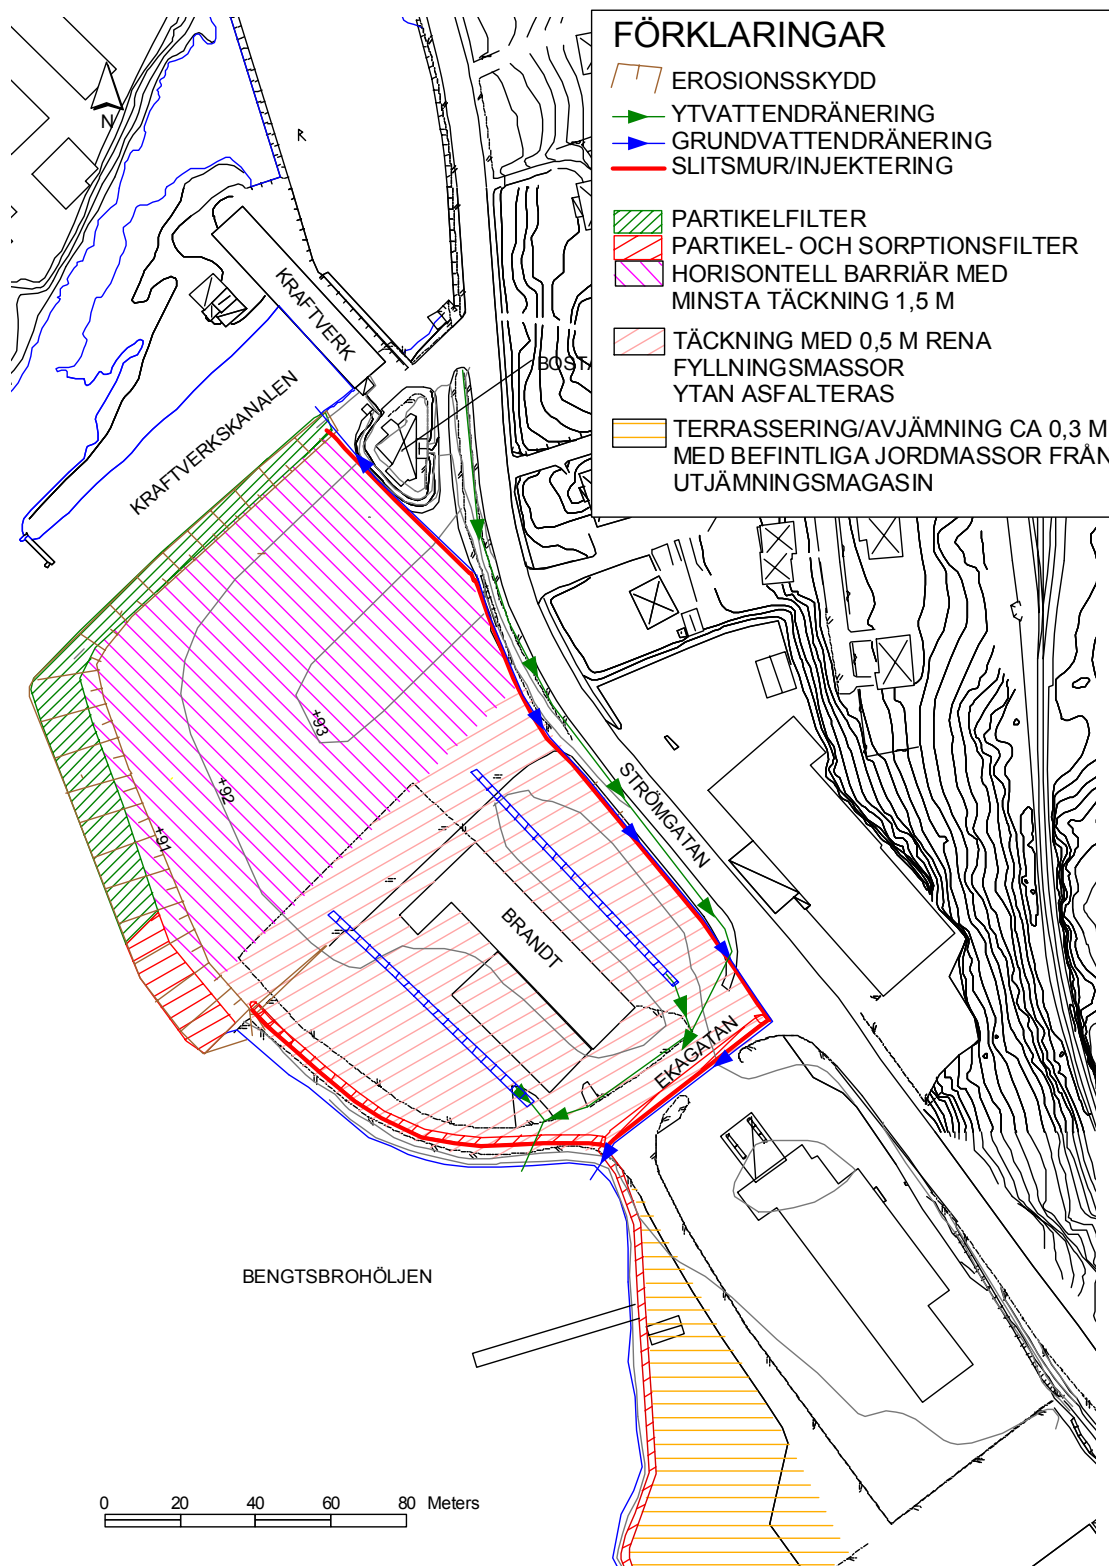 FÖRKLARINGAR
EROSIONSSKYDD
YTVATTENDRÄNERING
GRUNDVATTENDRÄNERING
SLITSMUR/INJEKTERING
PARTIKELFILTER
PARTIKEL- OCH SORPTIONSFILTER
HORISONTELL BARRIÄR MED
MINSTA TÄCKNING 1,5 M
TÄCKNING MED 0,5 M RENA
FYLLNINGSMASSOR
YTAN ASFALTERAS
TERRASSERING/AVJÄMNING CA 0,3 M
MED BEFINTLIGA JORDMASSOR FRÅN
UTJÄMNINGSMAGASIN
N
R
KRAFTVERK
BOSTA
KRAFTVERKSKANALEN
+93
+92
+91
STRÖMGATAN
BRANDT
EKAGATAN
BENGTSBROHÖLJEN
0 20 40 60 80 Meters